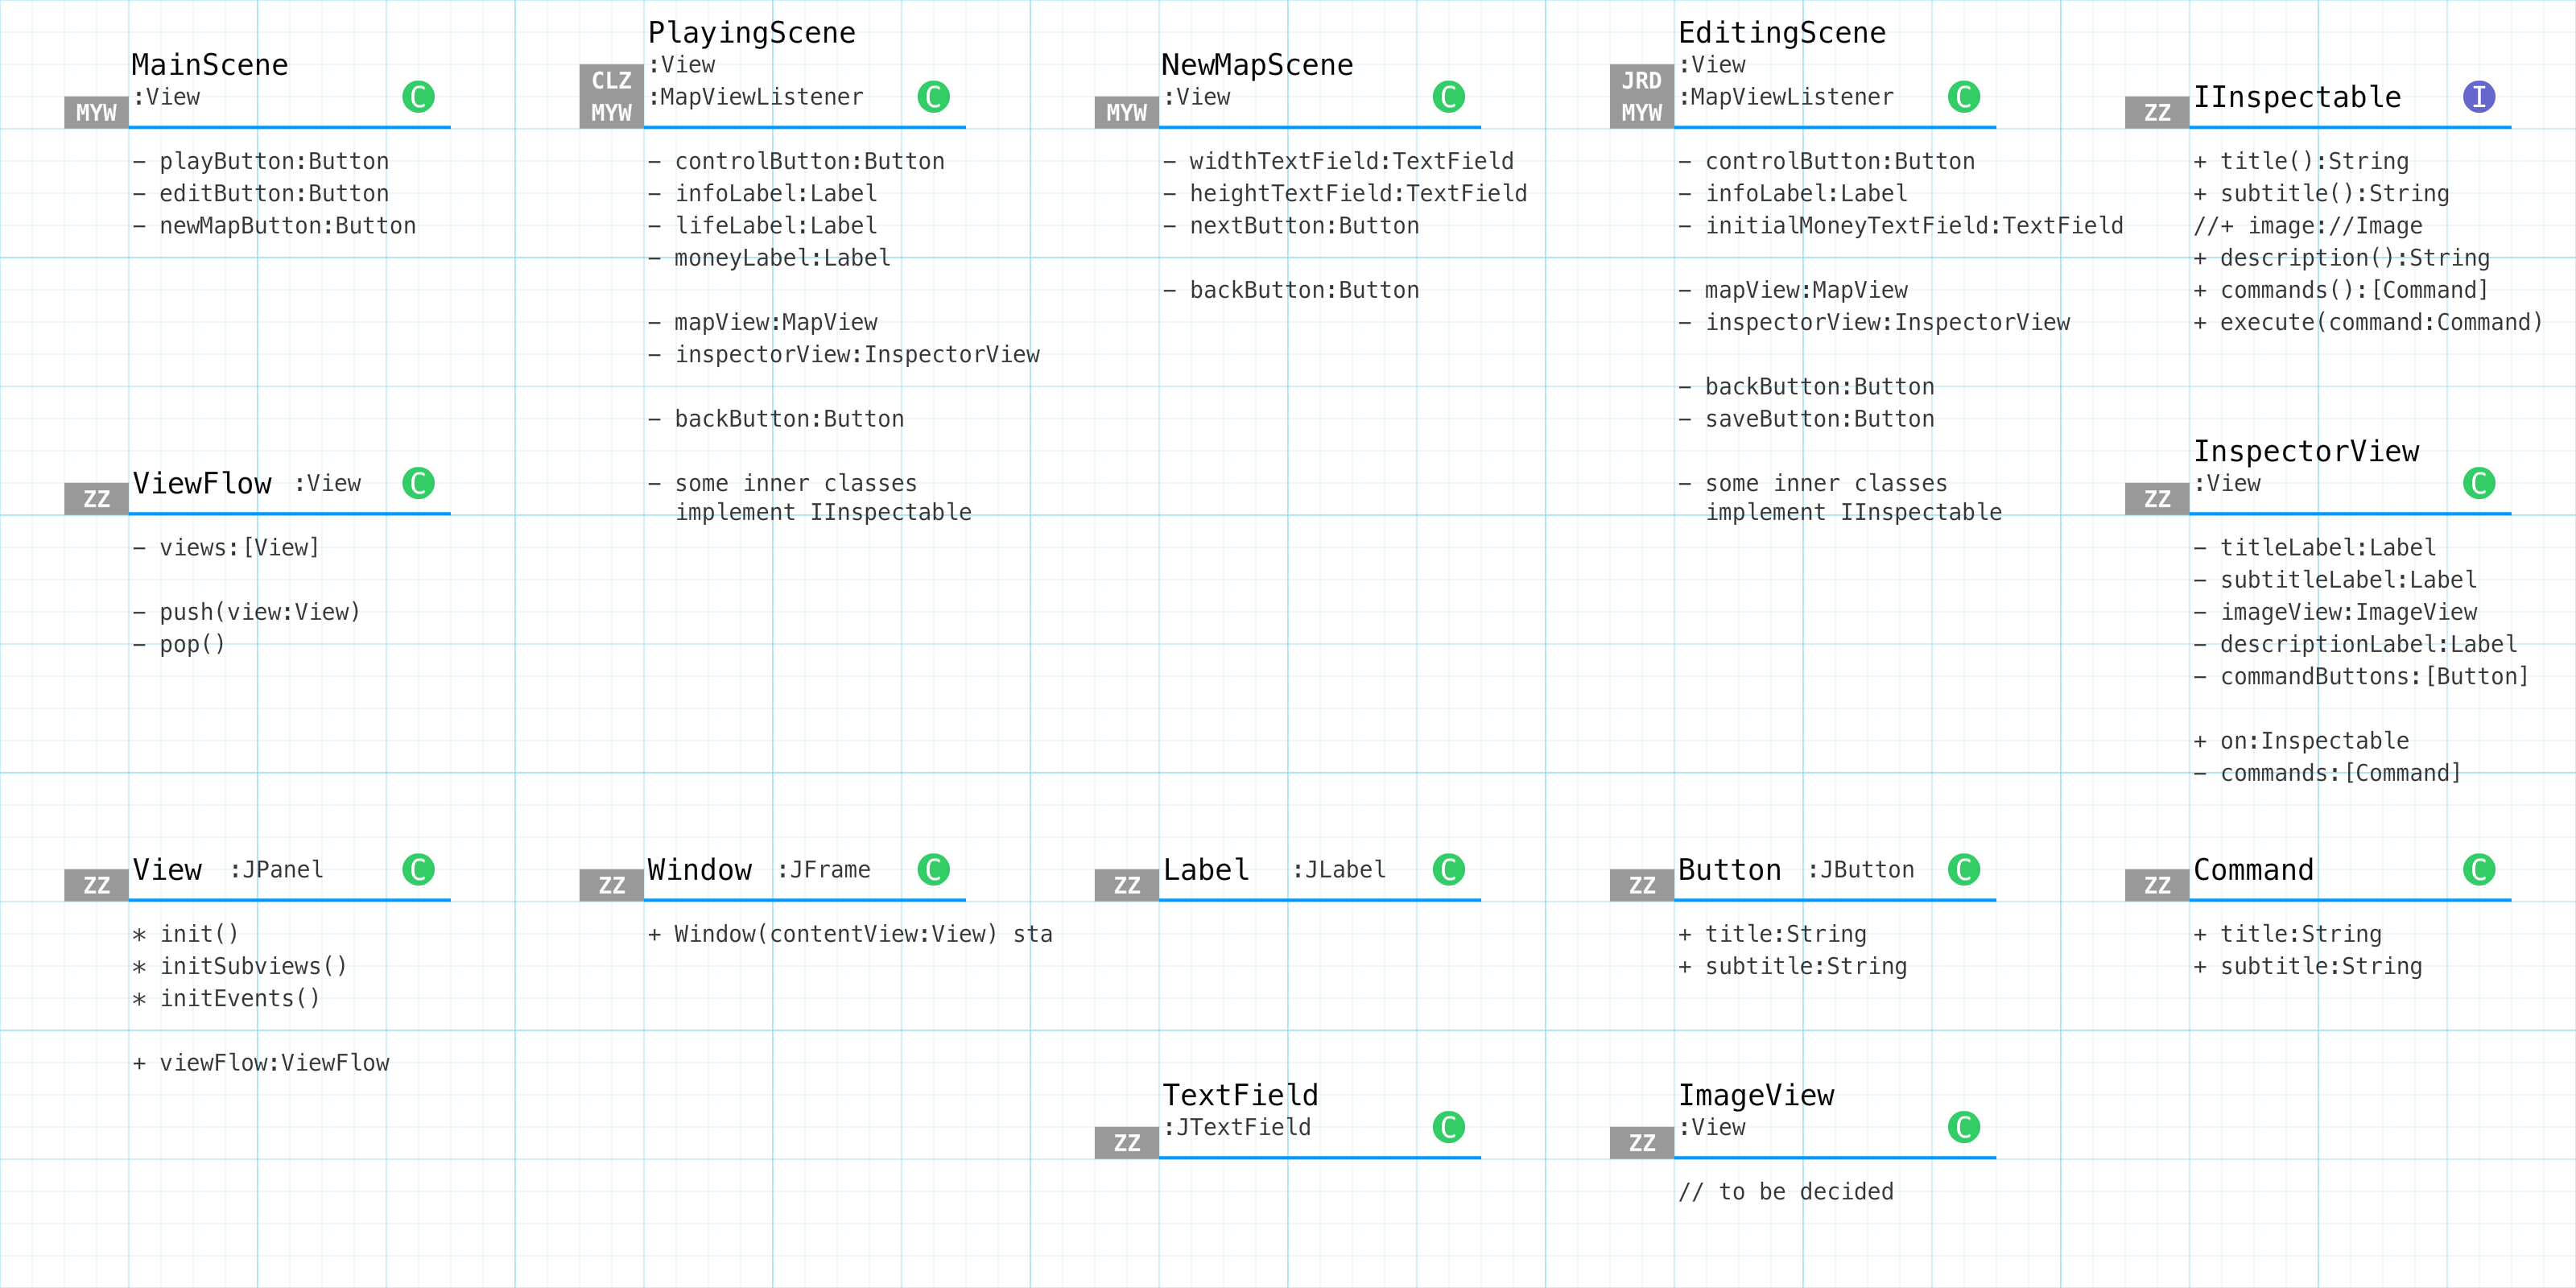 MainScene
:View
C
MYW
− playButton:Button
− editButton:Button
− newMapButton:Button
PlayingScene
:View
:MapViewListener
C
CLZ
MYW
− controlButton:Button
− infoLabel:Label
− lifeLabel:Label
− moneyLabel:Label
− mapView:MapView
− inspectorView:InspectorView
− backButton:Button
− some inner classes
implement IInspectable
NewMapScene
:View
C
MYW
− widthTextField:TextField
− heightTextField:TextField
− nextButton:Button
− backButton:Button
EditingScene
:View
:MapViewListener
C
JRD
MYW
− controlButton:Button
− infoLabel:Label
− initialMoneyTextField:TextField
− mapView:MapView
− inspectorView:InspectorView
− backButton:Button
− saveButton:Button
− some inner classes
implement IInspectable
IInspectable
I
ZZ
+ title():String
+ subtitle():String
//+ image://Image
+ description():String
+ commands():[Command]
+ execute(command:Command)
ViewFlow :View
C
ZZ
− views:[View]
− push(view:View)
− pop()
InspectorView
:View
C
ZZ
− titleLabel:Label
− subtitleLabel:Label
− imageView:ImageView
− descriptionLabel:Label
− commandButtons:[Button]
+ on:Inspectable
− commands:[Command]
View :JPanel
C
ZZ
* init()
* initSubviews()
* initEvents()
+ viewFlow:ViewFlow
Window :JFrame
C
ZZ
+ Window(contentView:View) sta
Label :JLabel
C
ZZ
Button :JButton
C
ZZ
+ title:String
+ subtitle:String
Command
C
ZZ
+ title:String
+ subtitle:String
TextField
:JTextField
C
ZZ
ImageView
:View
C
ZZ
// to be decided